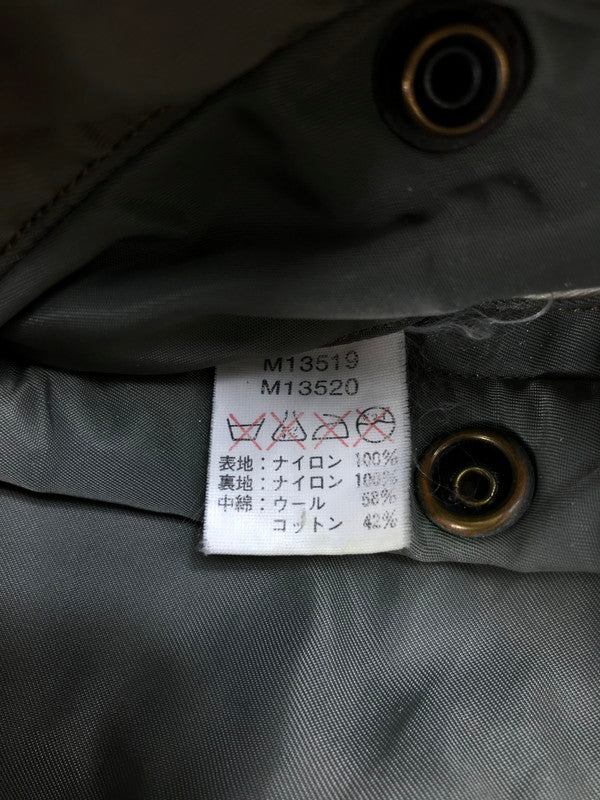 M13519
M13520
表地：ナイロン 100%
裏地：ナイロン 100%
中綿：ウール 58%
コットン 42%